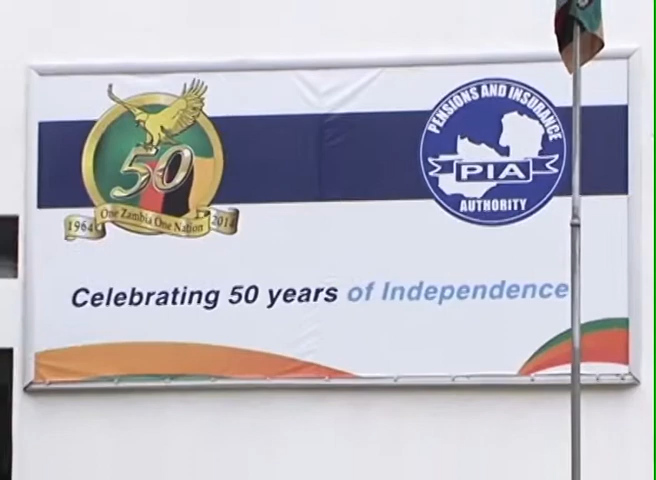 50
1964 One Zambia One Nation 2014
PENSIONS AND INSURANCE
PIA
AUTHORITY
Celebrating 50 years of Independence